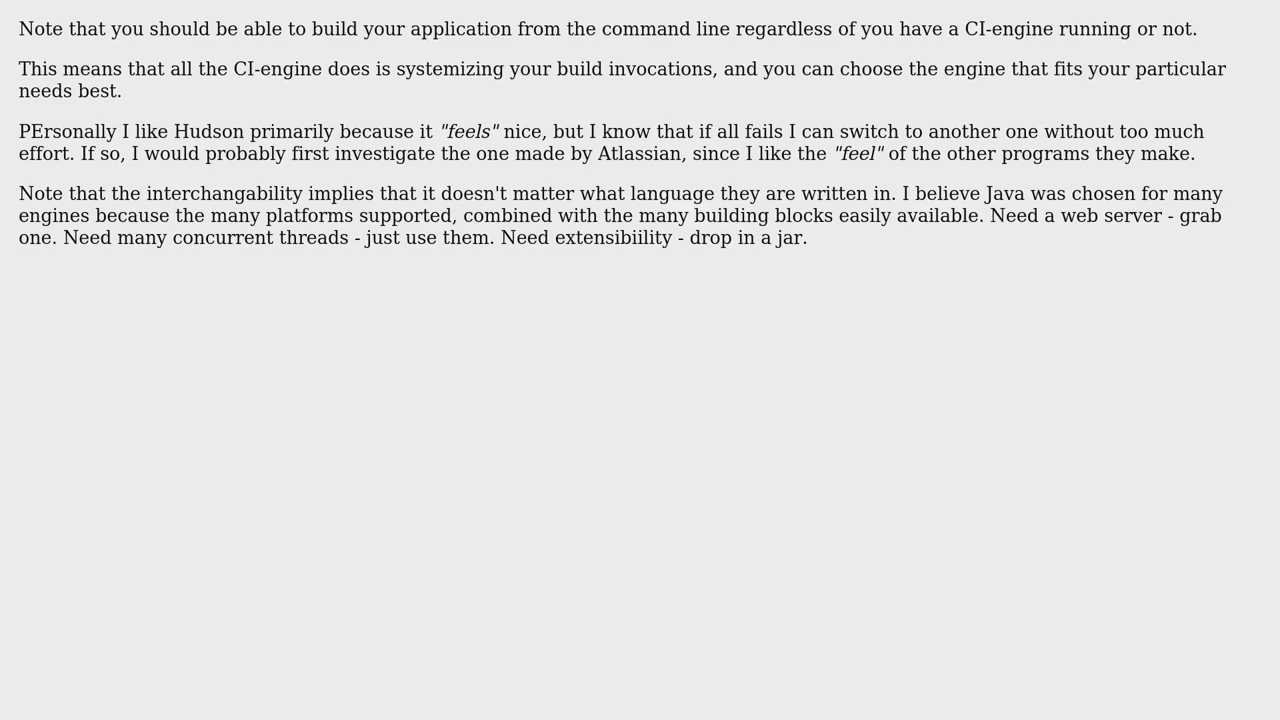 Note that you should be able to build your application from the command line regardless of you have a CI-engine running or not.
This means that all the CI-engine does is systemizing your build invocations, and you can choose the engine that fits your particular
needs best.
PErsonally I like Hudson primarily because it "feels" nice, but I know that if all fails I can switch to another one without too much
effort. If so, I would probably first investigate the one made by Atlassian, since I like the "feel" of the other programs they make.
Note that the interchangability implies that it doesn't matter what language they are written in. I believe Java was chosen for many
engines because the many platforms supported, combined with the many building blocks easily available. Need a web server - grab
one. Need many concurrent threads - just use them. Need extensibiility - drop in a jar.